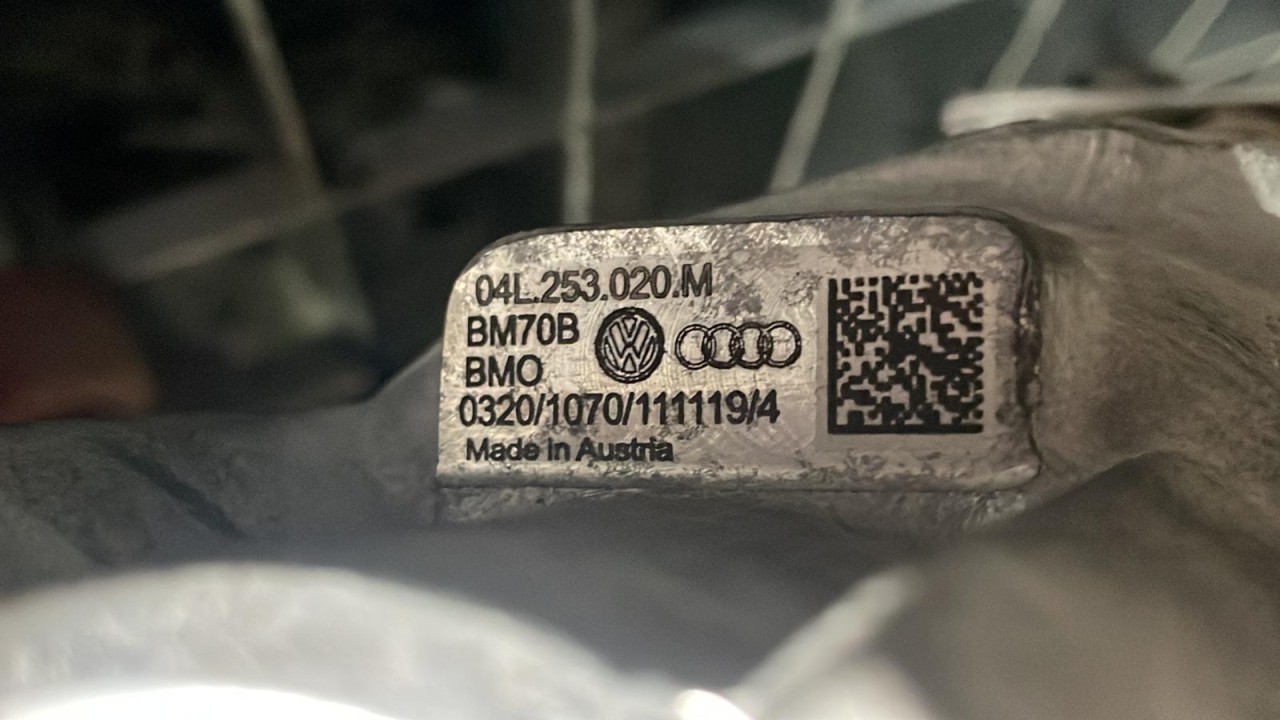 04L.253.020.M
BM70B
BMO
0320/1070/111119/4
Made in Austria